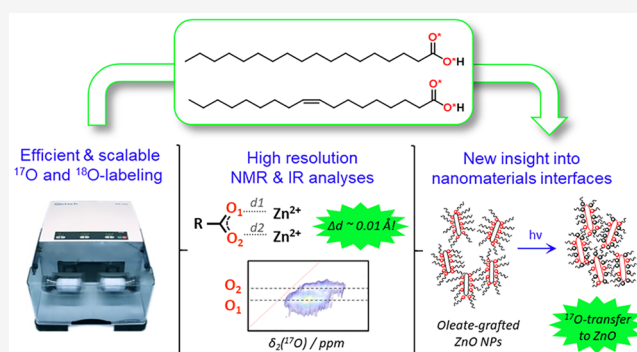 O*
O*H
O*
O*H
Efficient & scalable
17O and 18O-labeling
High resolution
NMR & IR analyses
New insight into
nanomaterials interfaces
R
O1
d1
Zn2+
O2
d2
Zn2+
Δd ~ 0.01 Å!
O2
O1
δ2(17O) / ppm
hν
Oleate-grafted
ZnO NPs
17O-transfer
to ZnO